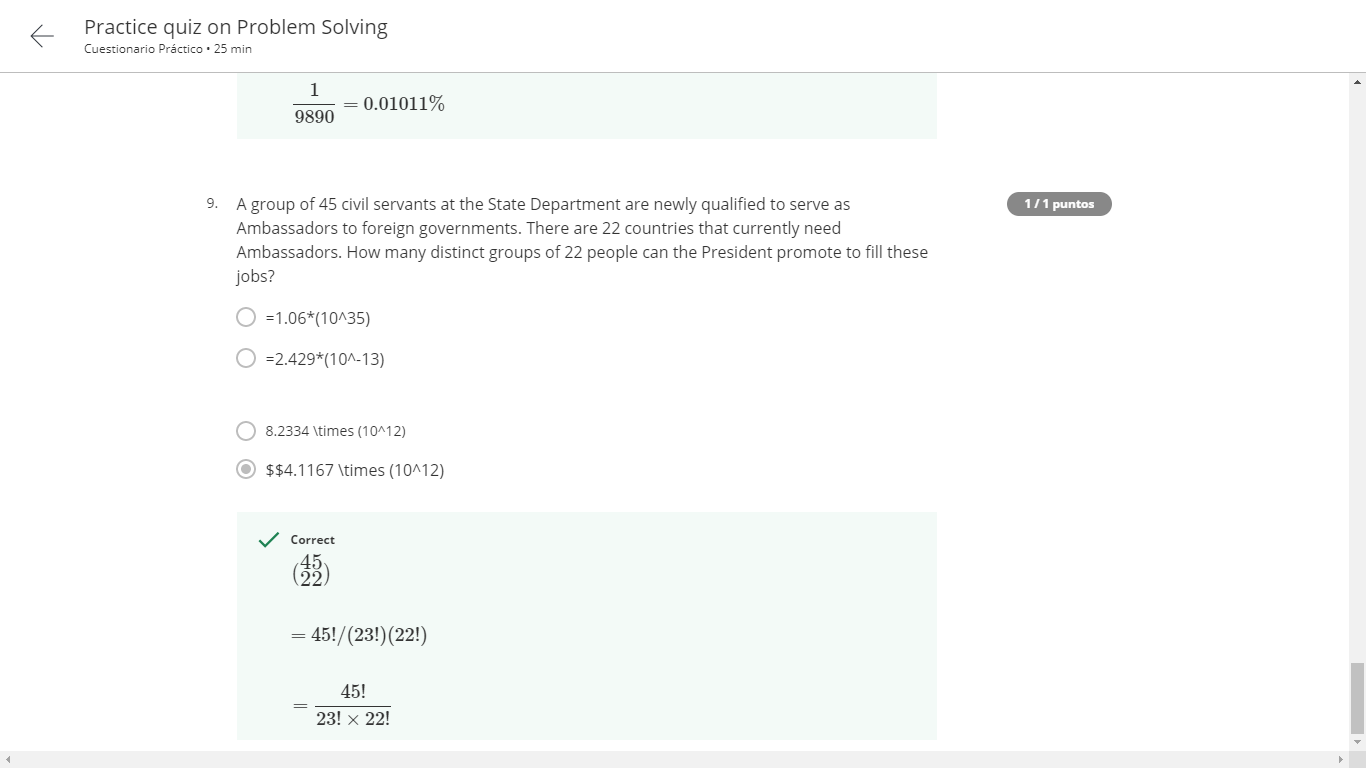 Practice quiz on Problem Solving
Cuestionario Práctico • 25 min
1
9890
= 0.01011%
9. A group of 45 civil servants at the State Department are newly qualified to serve as
1 / 1 puntos
Ambassadors to foreign governments. There are 22 countries that currently need
Ambassadors. How many distinct groups of 22 people can the President promote to fill these
jobs?
=1.06*(10^35)
=2.429*(10^-13)
8.2334 \times (10^12)
$$4.1167 \times (10^12)
Correct
(45
22)
= 45!/(23!)(22!)
= 45!
23! × 22!